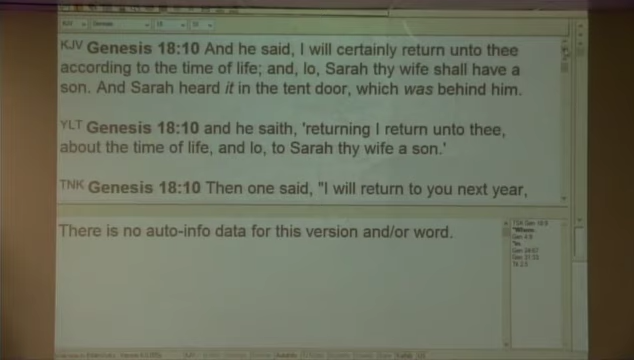 KJV Genesis 18:10 And he said, I will certainly return unto thee
according to the time of life; and, lo, Sarah thy wife shall have a
son. And Sarah heard it in the tent door, which was behind him.
YLT Genesis 18:10 and he saith, 'returning I return unto thee,
about the time of life, and lo, to Sarah thy wife a son.'
TNK Genesis 18:10 Then one said, "I will return to you next year,
There is no auto-info data for this version and/or word.